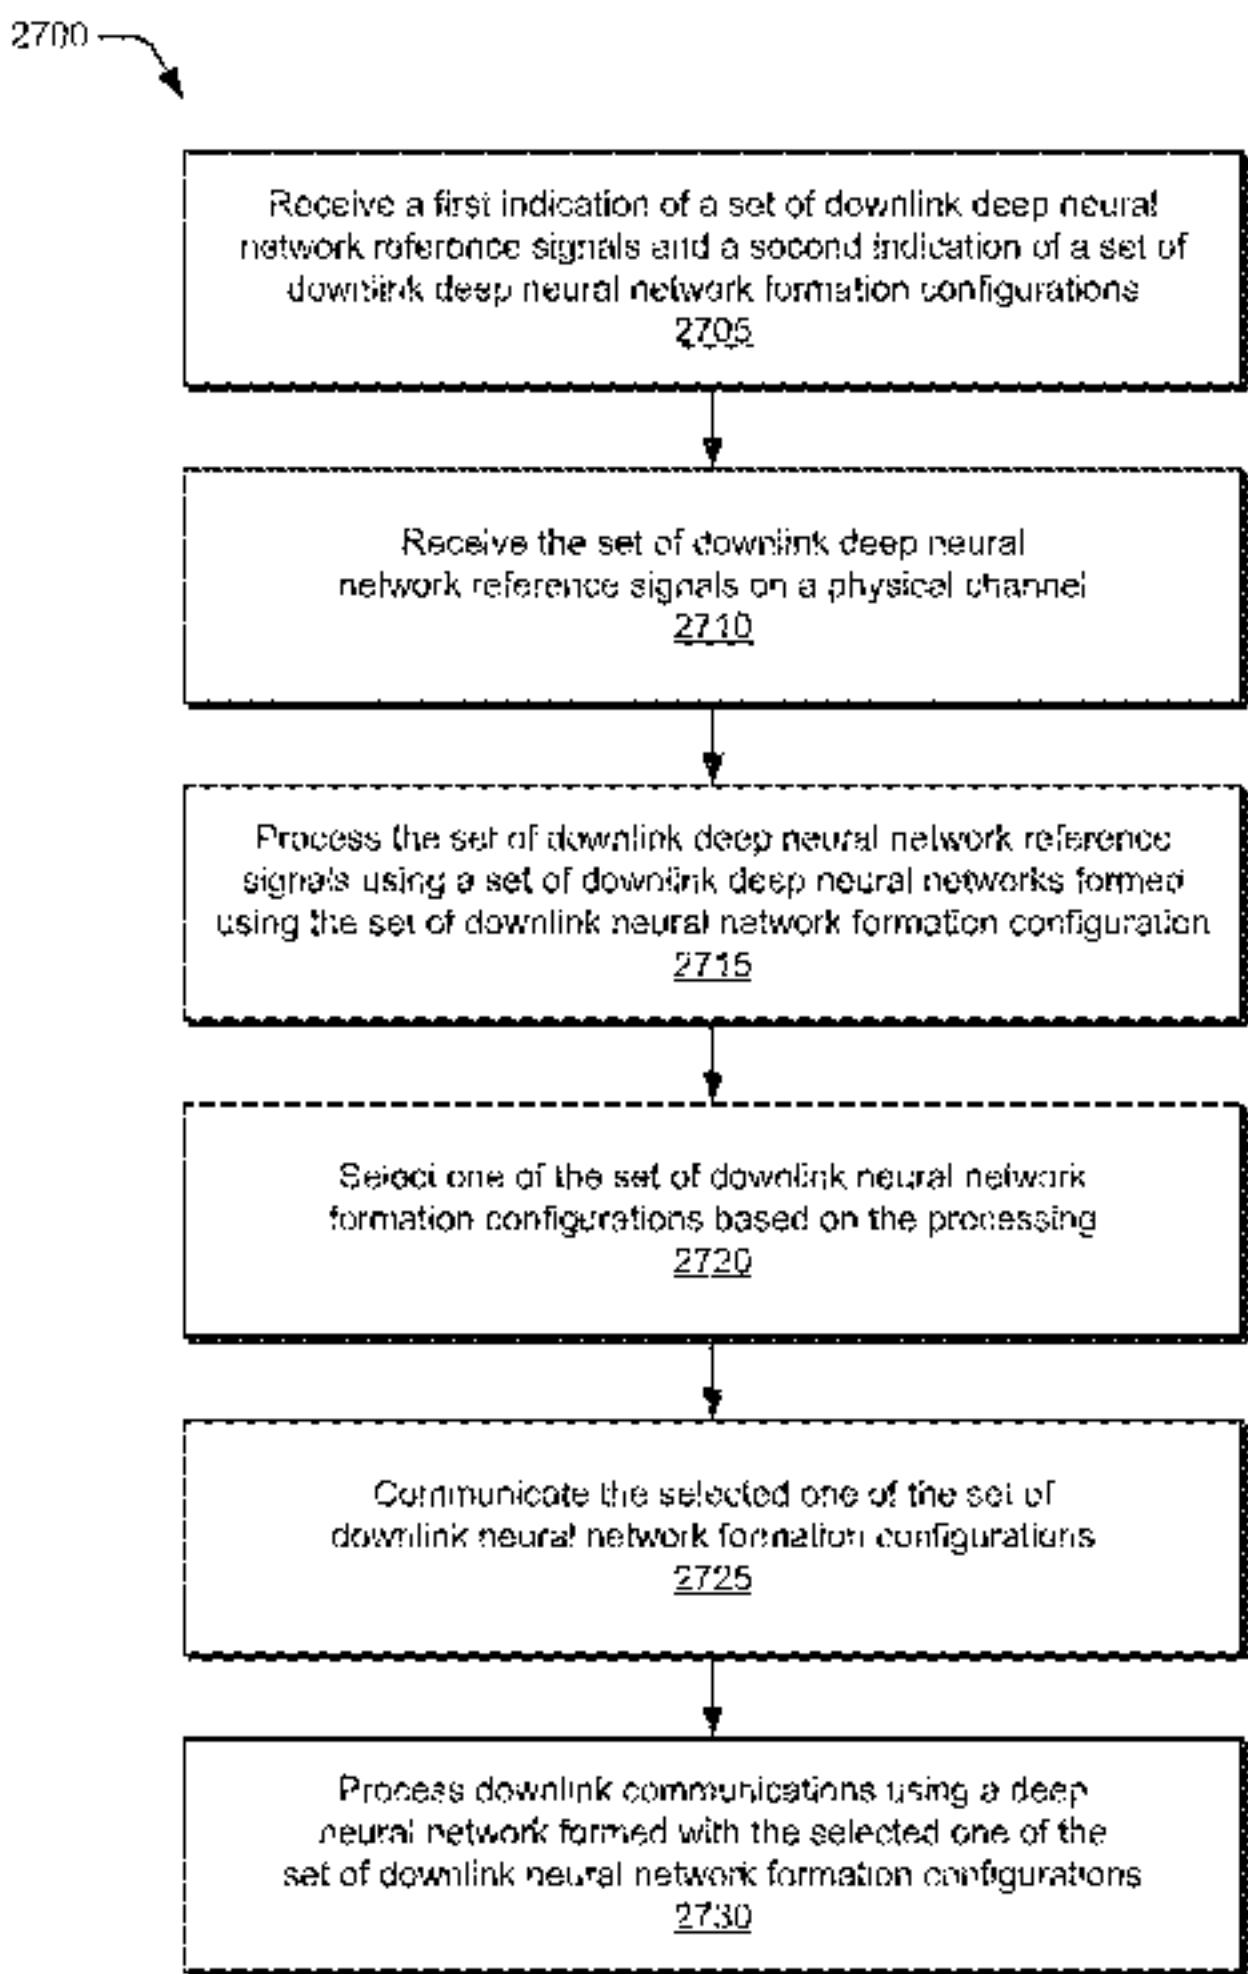 2700
Receive a first indication of a set of downlink deep neural
network reference signals and a second indication of a set of
downlink deep neural network formation configurations
2705
Receive the set of downlink deep neural
network reference signals on a physical channel
2710
Process the set of downlink deep neural network reference
signals using a set of downlink deep neural networks formed
using the set of downlink neural network formation configuration
2715
Select one of the set of downlink neural network
formation configurations based on the processing
2720
Communicate the selected one of the set of
downlink neural network formation configurations
2725
Process downlink communications using a deep
neural network formed with the selected one of the
set of downlink neural network formation configurations
2730